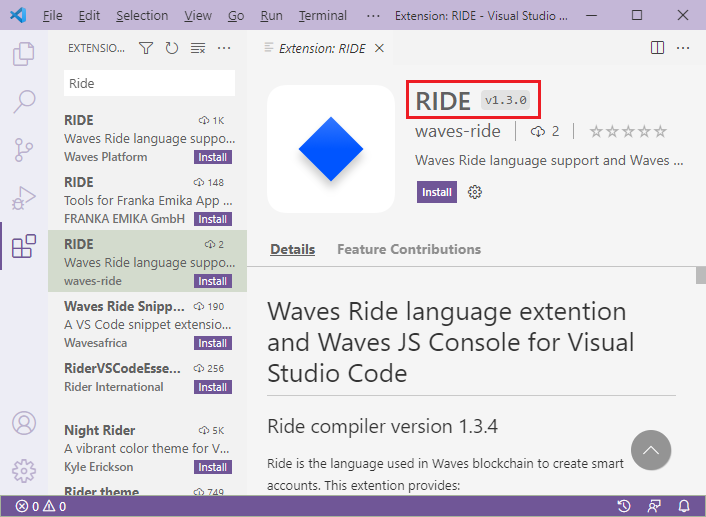 File Edit Selection View Go Run Terminal ··· Extension: RIDE - Visual Studio ...
EXTENSIO... ···
Ride
RIDE 1K
Waves Ride language suppo...
Waves Platform Install
RIDE 148
Tools for Franka Emika App ...
FRANKA EMIKA GmbH Install
RIDE 2
Waves Ride language suppo...
waves-ride Install
Waves Ride Snipp... 190
A VS Code snippet extensio...
Wavesafrica Install
RiderVSCodeEsse... 256
Rider International Install
Night Rider 5K
A vibrant color theme for V...
Kyle Erickson Install
Rider theme 749
Extension: RIDE ···
RIDE v1.3.0
waves-ride 2
Waves Ride language support and Waves ...
Install
Details Feature Contributions
Waves Ride language extention
and Waves JS Console for Visual
Studio Code
Ride compiler version 1.3.4
Ride is the language used in Waves blockchain to create smart
accounts. This extention provides:
0 0